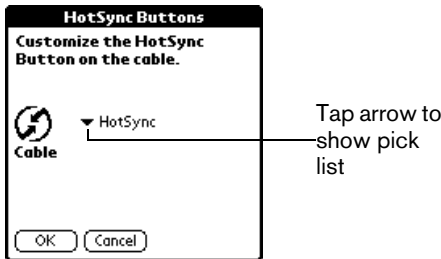 HotSync Buttons
Customize the HotSync
Button on the cable.
HotSync
Cable
OK
Cancel
Tap arrow to
show pick
list